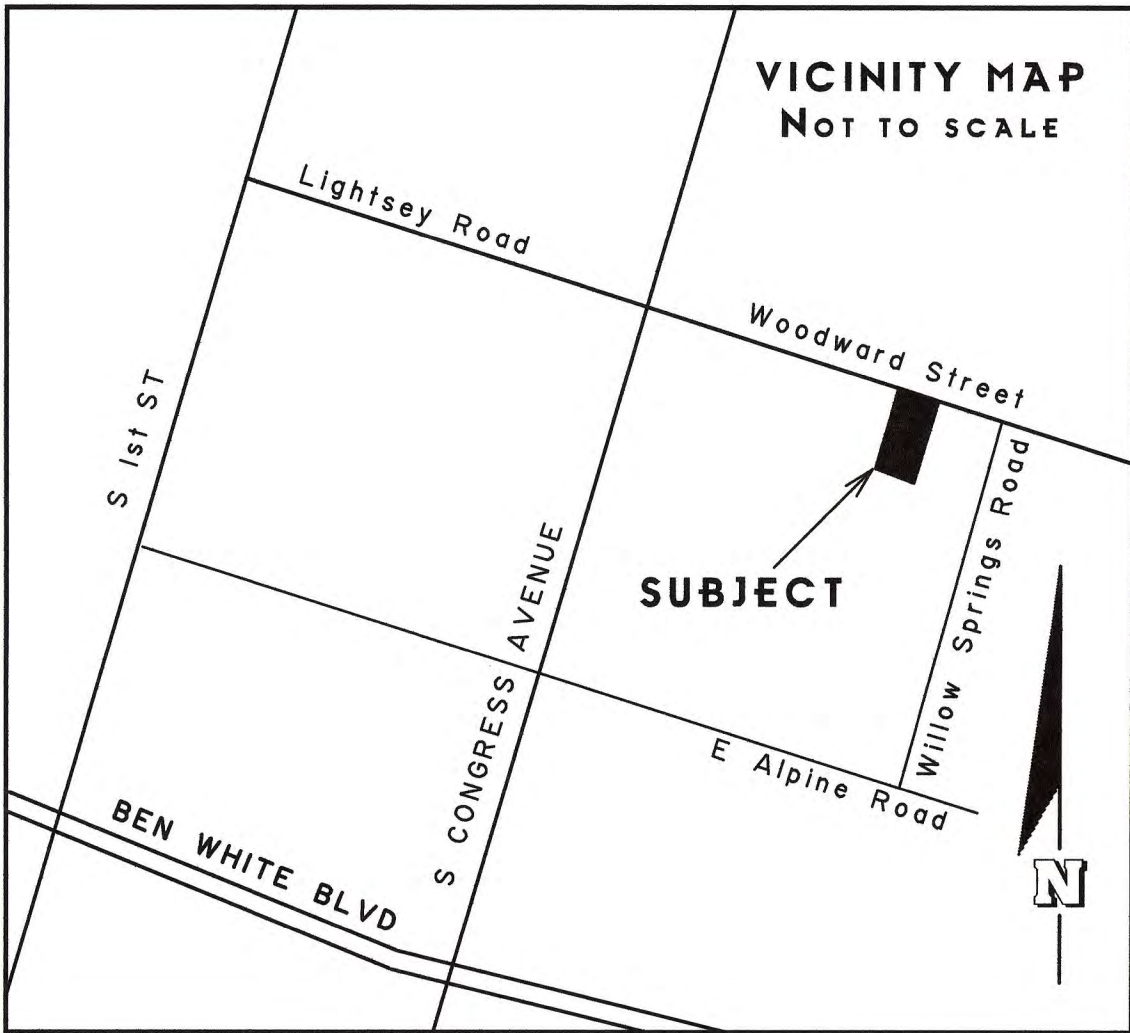 VICINITY MAP
NOT TO SCALE
Lightsey Road
Woodward Street
S 1st ST
Willow Springs Road
SUBJECT
S CONGRESS AVENUE
E Alpine Road
BEN WHITE BLVD
N